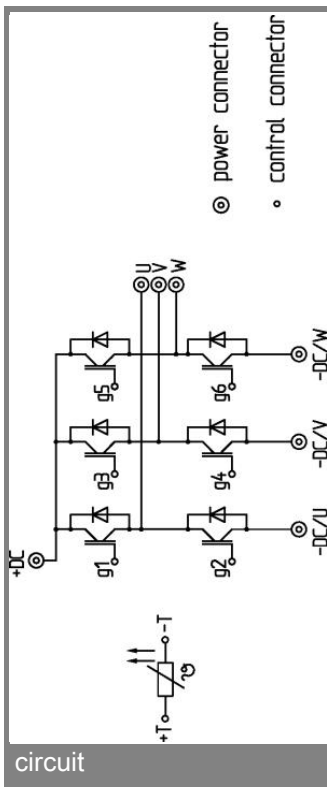 power connector
control connector
U
V
W
+DC
g1
g3
g5
g2
g4
g6
-DC/U
-DC/V
-DC/W
+T
-T
ϑ
circuit